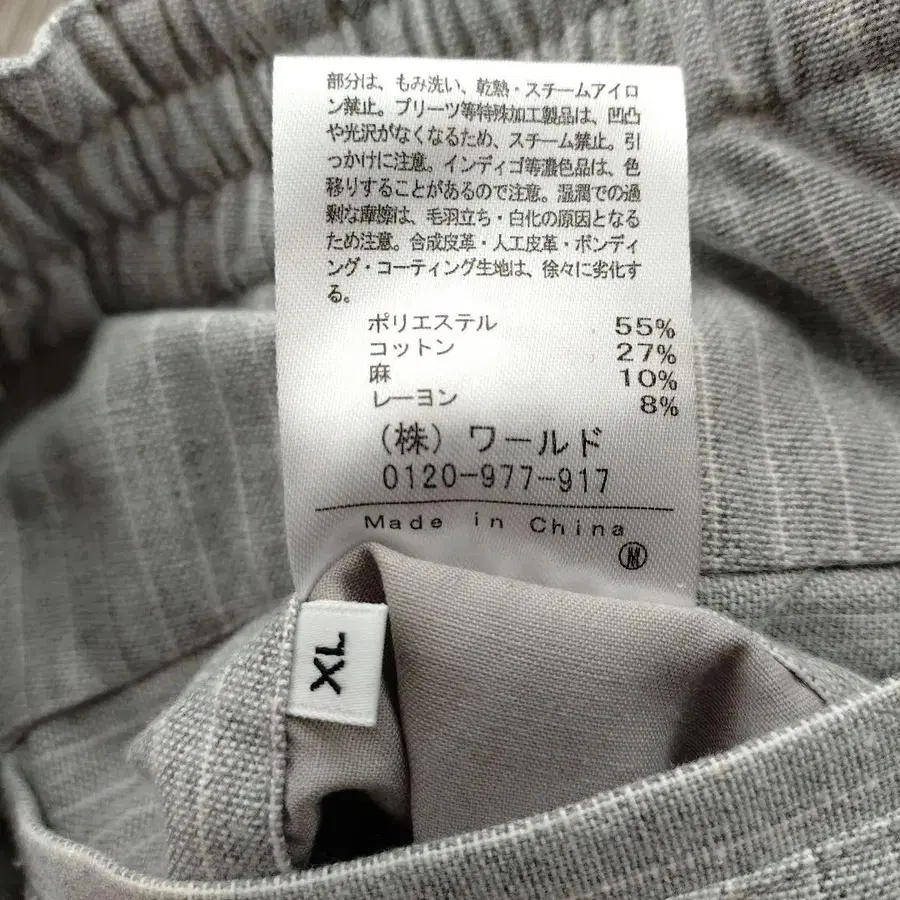 部分は、もみ洗い、乾熱・スチームアイロ
ン禁止。プリーツ等特殊加工製品は、凹凸
や光沢がなくなるため、スチーム禁止。引
っかけに注意。インディゴ等濃色品は、色
移りすることがあるので注意。湿潤での過
剰な摩擦は、毛羽立ち・白化の原因となる
ため注意。合成皮革・人工皮革・ボンディ
ング・コーティング生地は、徐々に劣化す
る。
ポリエステル 55%
コットン 27%
麻 10%
レーヨン 8%
(株) ワールド
0120-977-917
Made in China
M
XL